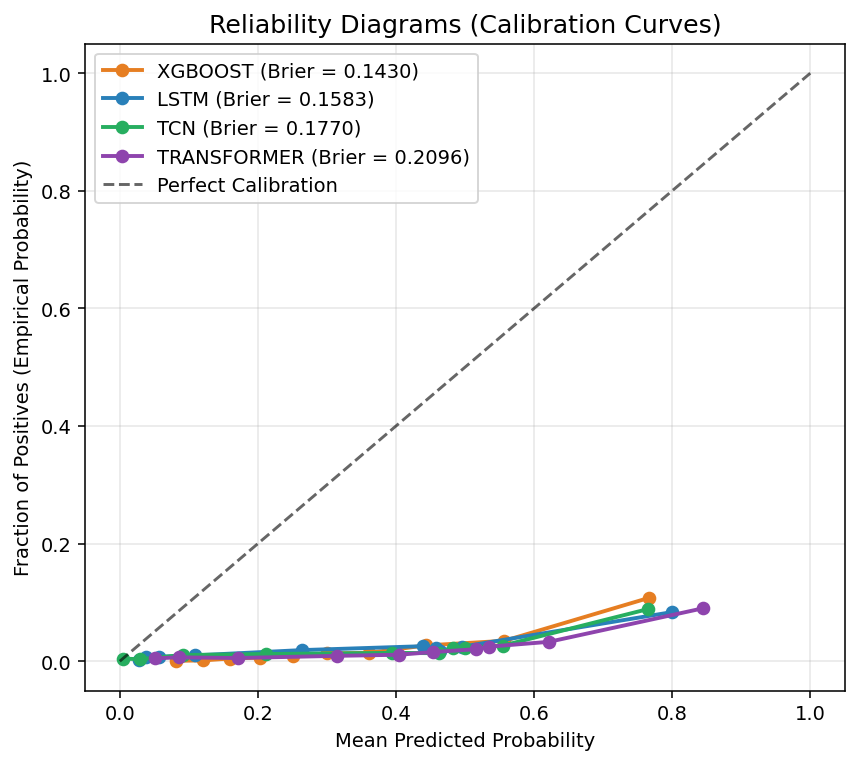 Reliability Diagrams (Calibration Curves)
XGBOOST (Brier = 0.1430)
LSTM (Brier = 0.1583)
TCN (Brier = 0.1770)
TRANSFORMER (Brier = 0.2096)
Perfect Calibration
Fraction of Positives (Empirical Probability)
1.0
0.8
0.6
0.4
0.2
0.0
0.0 0.2 0.4 0.6 0.8 1.0
Mean Predicted Probability